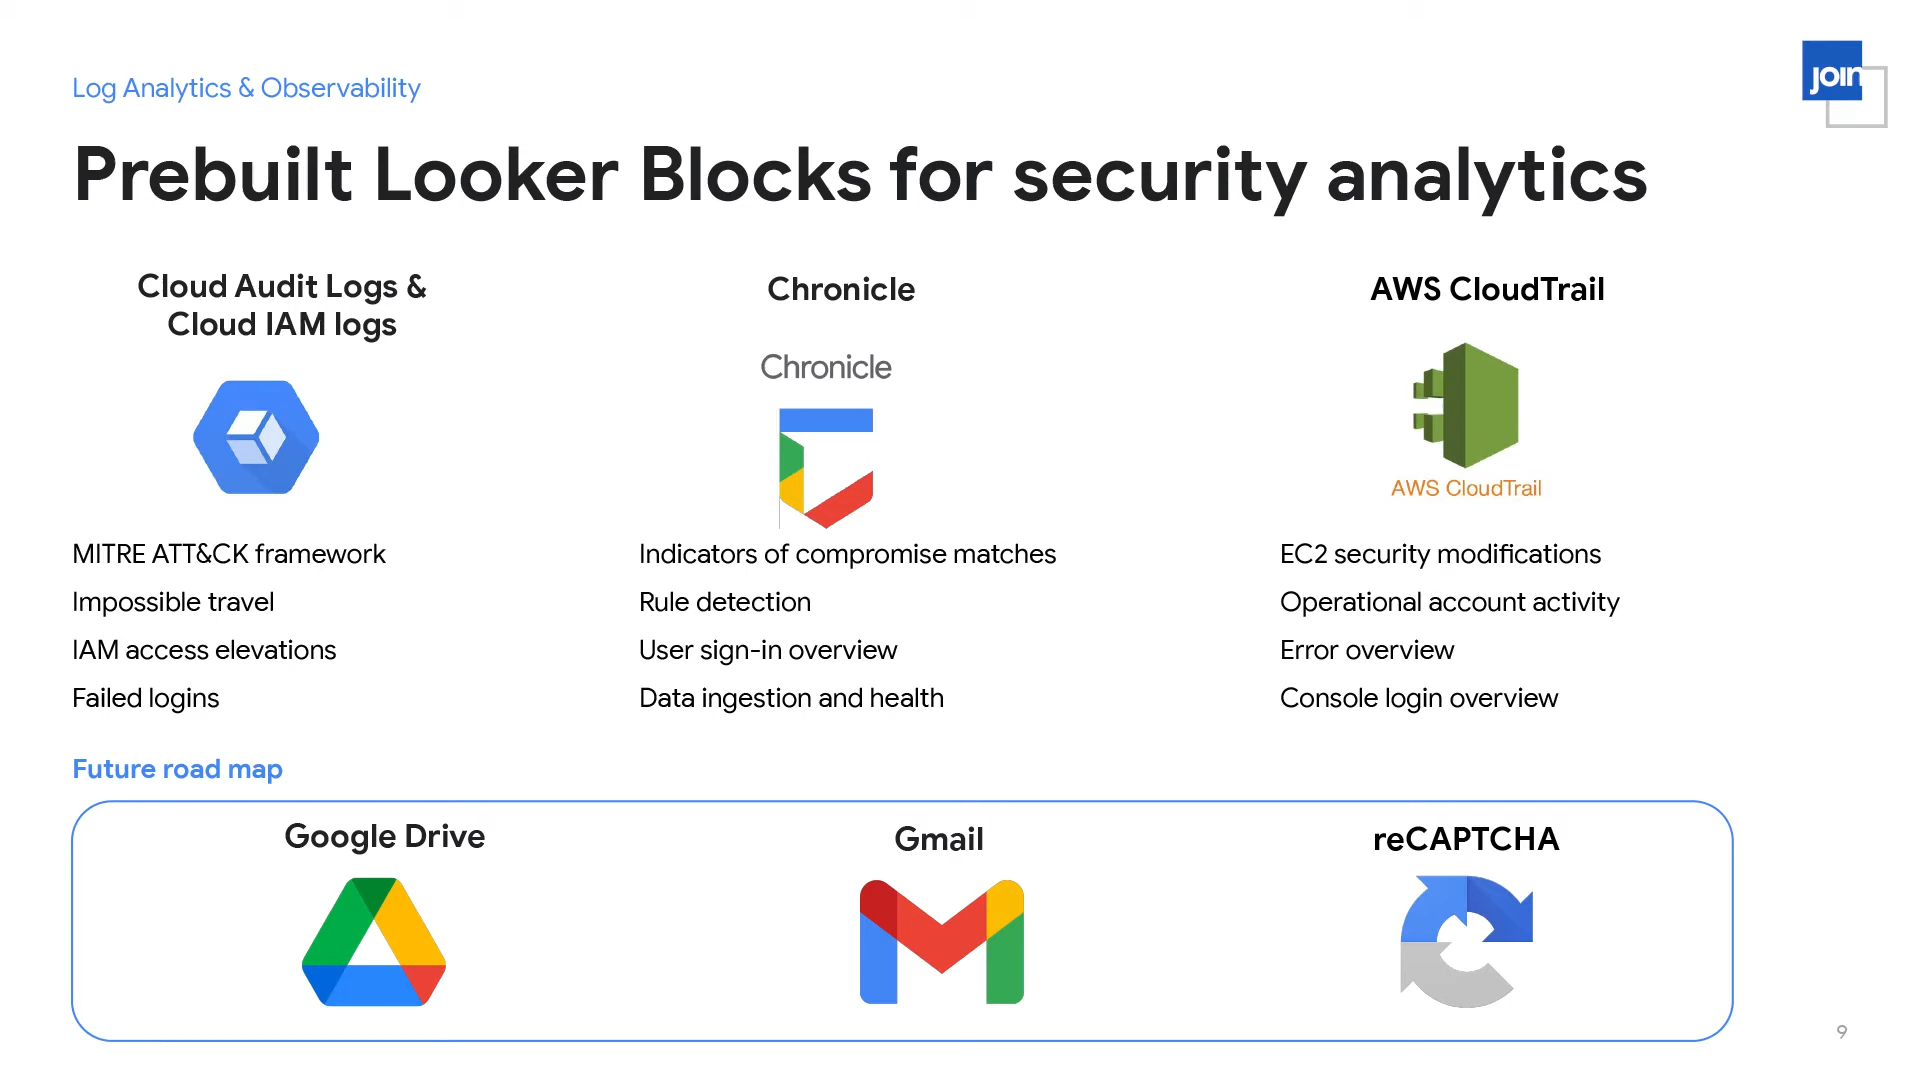 Log Analytics & Observability
join
Prebuilt Looker Blocks for security analytics
Cloud Audit Logs &
Cloud IAM logs
MITRE ATT&CK framework
Impossible travel
IAM access elevations
Failed logins
Chronicle
Chronicle
Indicators of compromise matches
Rule detection
User sign-in overview
Data ingestion and health
AWS CloudTrail
AWS CloudTrail
EC2 security modifications
Operational account activity
Error overview
Console login overview
Future road map
Google Drive
Gmail
reCAPTCHA
9